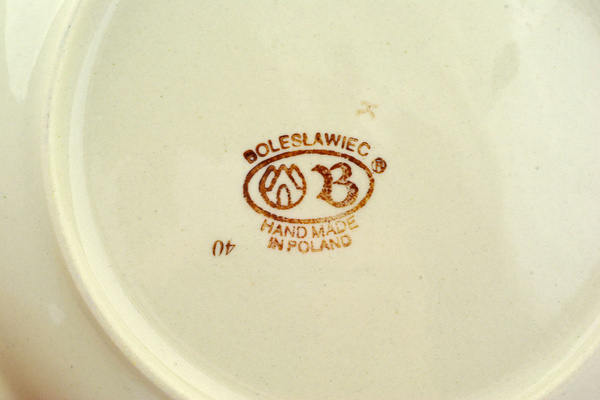 BOLESŁAWIEC ®
B
HAND MADE
IN POLAND
40